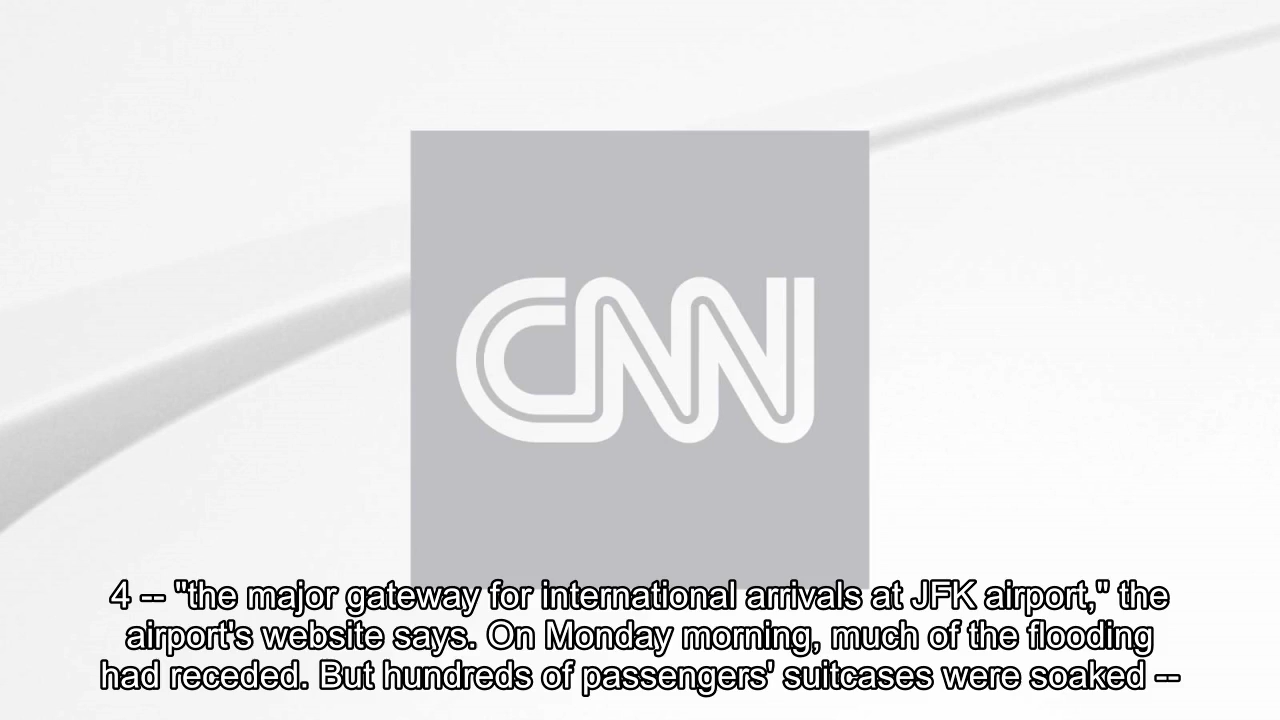 CNN
4 -- "the major gateway for international arrivals at JFK airport," the
airport's website says. On Monday morning, much of the flooding
had receded. But hundreds of passengers' suitcases were soaked --